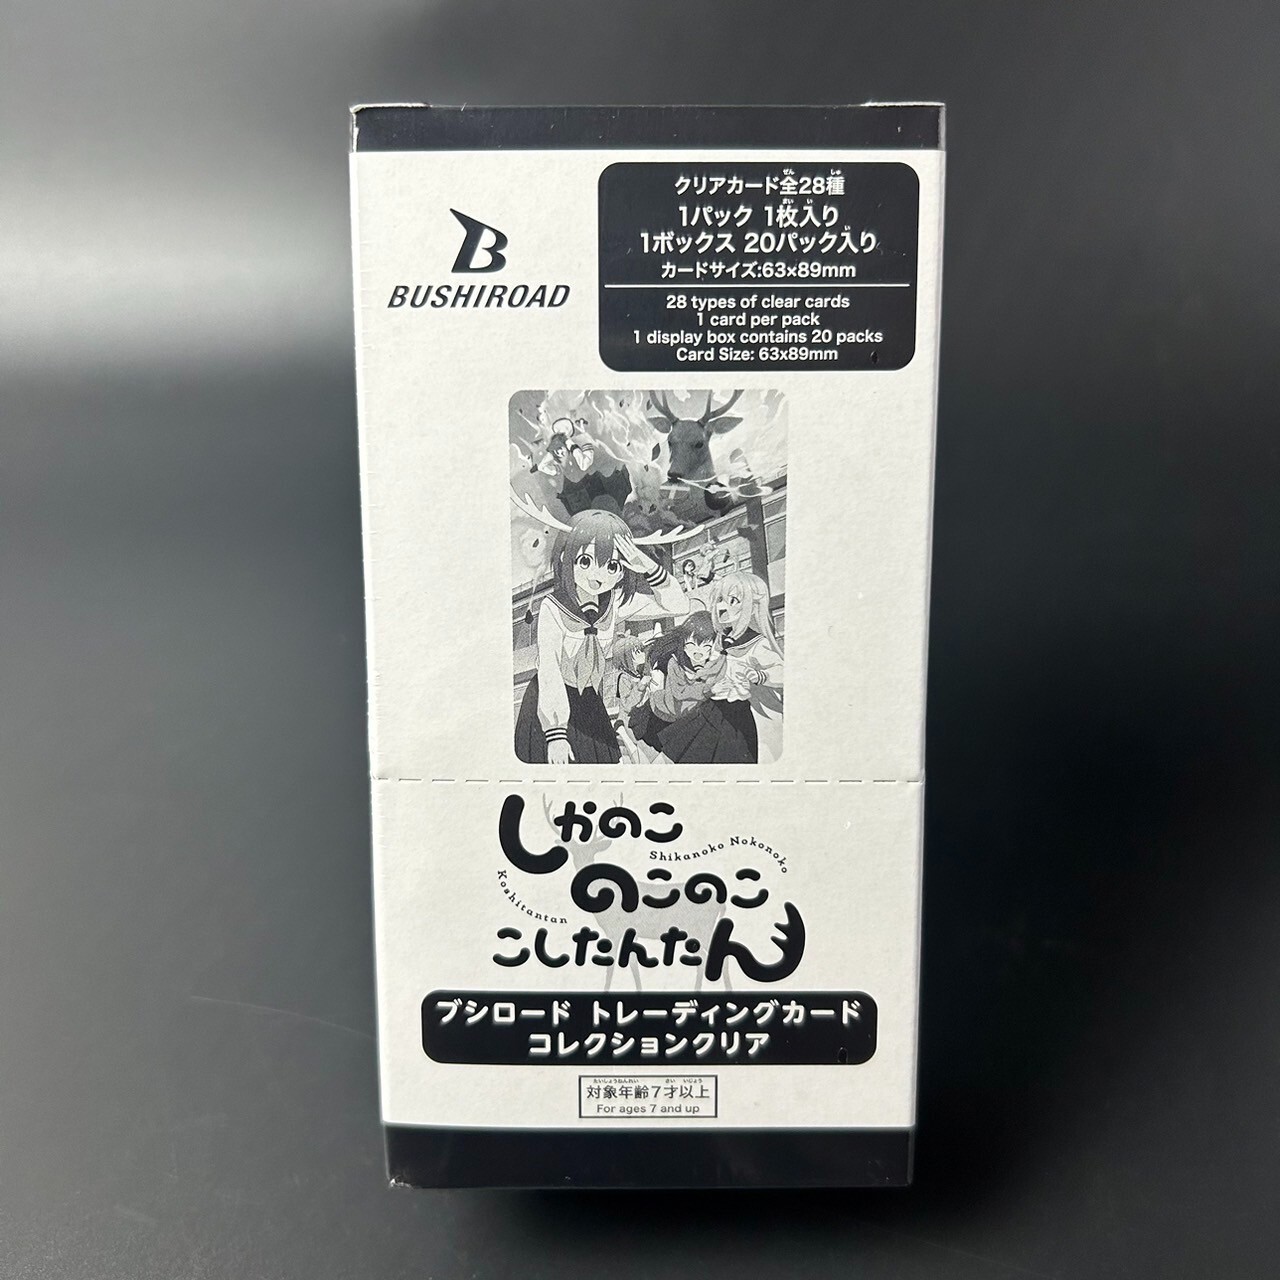 BUSHIROAD
クリアカード全28種
1パック 1枚入り
1ボックス 20パック入り
カードサイズ:63×89mm
28 types of clear cards
1 card per pack
1 display box contains 20 packs
Card Size: 63x89mm
しかのこ
Shikanoko Nokonoko
のこのこ
Koshitantan
こしたんたん
ブシロード トレーディングカード
コレクションクリア
対象年齢7才以上
For ages 7 and up